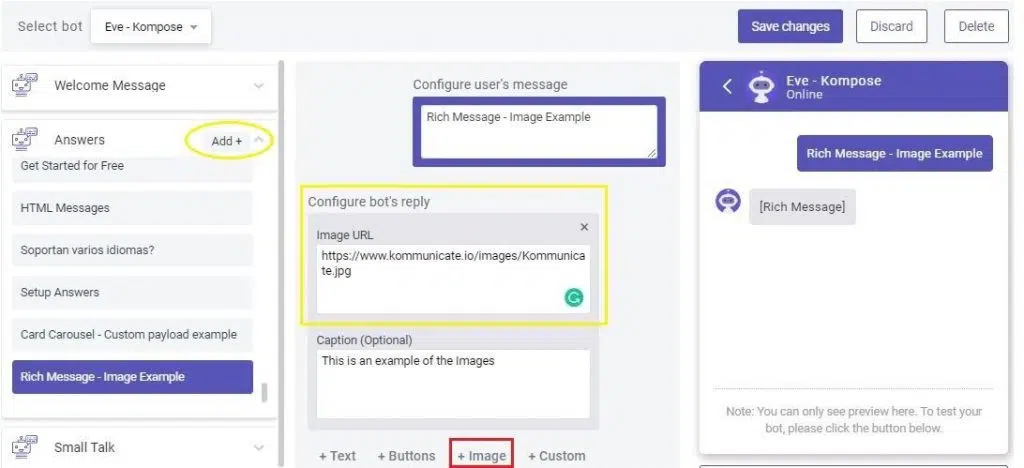 Select bot
Eve - Kompose
Save changes
Discard
Delete
Welcome Message
Answers
Add +
Get Started for Free
HTML Messages
Soportan varios idiomas?
Setup Answers
Card Carousel - Custom payload example
Rich Message - Image Example
Small Talk
Configure user's message
Rich Message - Image Example
Configure bot's reply
Image URL
https://www.kommunicate.io/images/Kommunica
te.jpg
Caption (Optional)
This is an example of the Images
+ Text
+ Buttons
+ Image
+ Custom
Eve - Kompose
Online
Rich Message - Image Example
[Rich Message]
Note: You can only see preview here. To test your
bot, please click the button below.